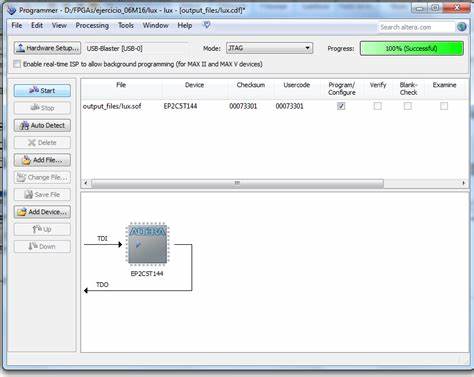 Programmer - D:/FPGAs/ejercicio_06M16/lux - lux - [output_files/lux.cdf]*
File Edit View Processing Tools Window Help
Search altera.com
Hardware Setup... USB-Blaster [USB-0] Mode: JTAG Progress: 100% (Successful)
Enable real-time ISP to allow background programming (for MAX II and MAX V devices)
Start
Stop
Auto Detect
Delete
Add File...
Change File...
Save File
Add Device...
Up
Down
File Device Checksum Usercode Program/ Configure Verify Blank- Check Examine
output_files/lux.sof EP2C5T144 00073301 00073301
TDI
ALTERA
EP2C5T144
TDO